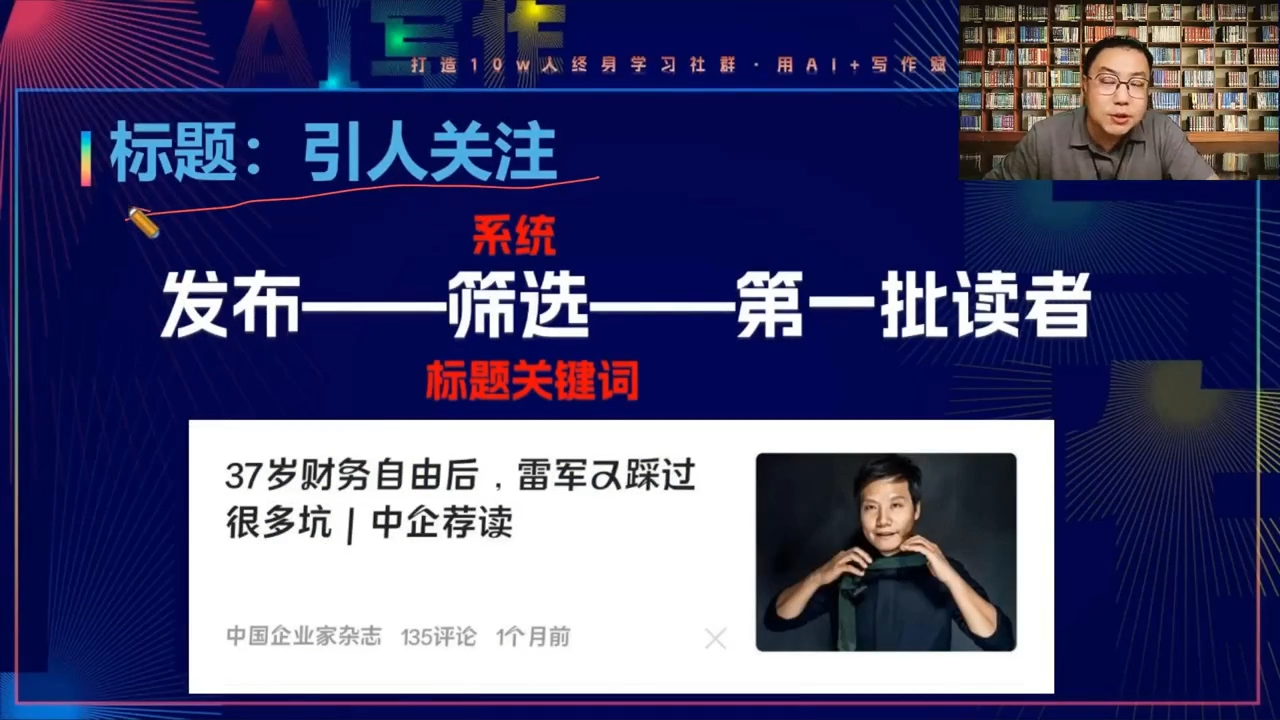 AI写作
打造10w人终身学习社群·用AI+写作赋
标题：引人关注
系统
发布——筛选——第一批读者
标题关键词
37岁财务自由后，雷军又踩过
很多坑 | 中企荐读
中国企业家杂志 135评论 1个月前